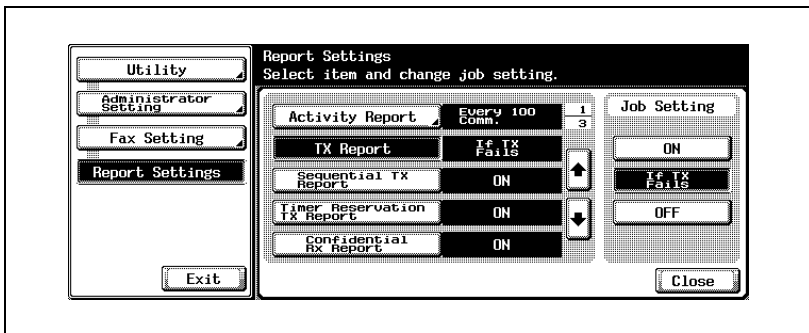 Utility
Administrator
Setting
Fax Setting
Report Settings
Exit
Report Settings
Select item and change job setting.
Activity Report
Every 100
Comm.
1
3
TX Report
If TX
Fails
Sequential TX
Report
ON
Timer Reservation
TX Report
ON
Confidential
Rx Report
ON
Job Setting
ON
If TX
Fails
OFF
Close